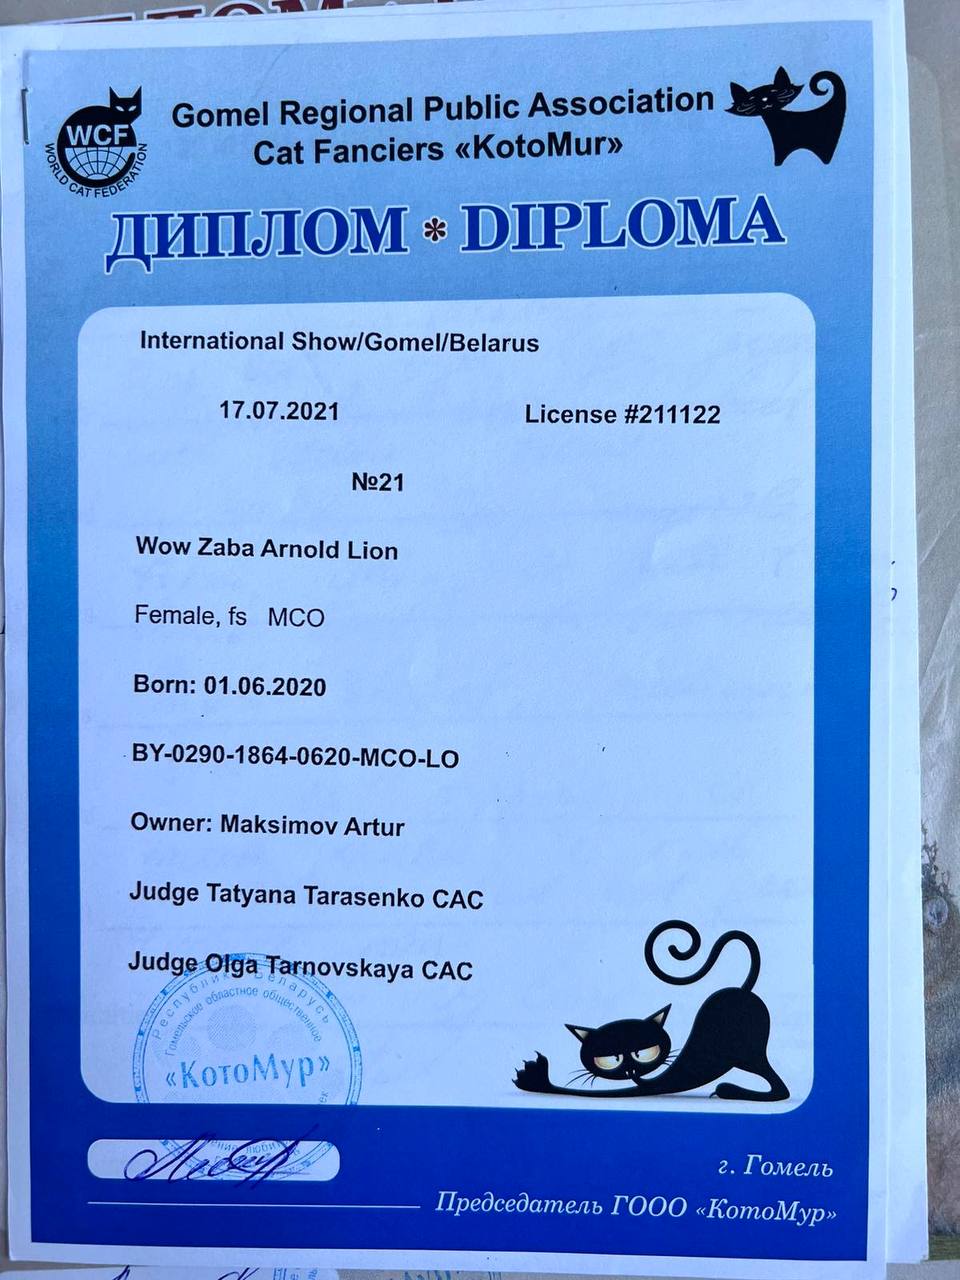 Gomel Regional Public Association
Cat Fanciers «KotoMur»
WCF
WORLD CAT FEDERATION
ДИПЛОМ * DIPLOMA
International Show/Gomel/Belarus
17.07.2021 License #211122
№21
Wow Zaba Arnold Lion
Female, fs MCO
Born: 01.06.2020
BY-0290-1864-0620-MCO-LO
Owner: Maksimov Artur
Judge Tatyana Tarasenko CAC
Judge Olga Tarnovskaya CAC
Республика Беларусь
Гомельское областное общественное
«КотоМур»
г. Гомель
Председатель ГООО «КотоМур»